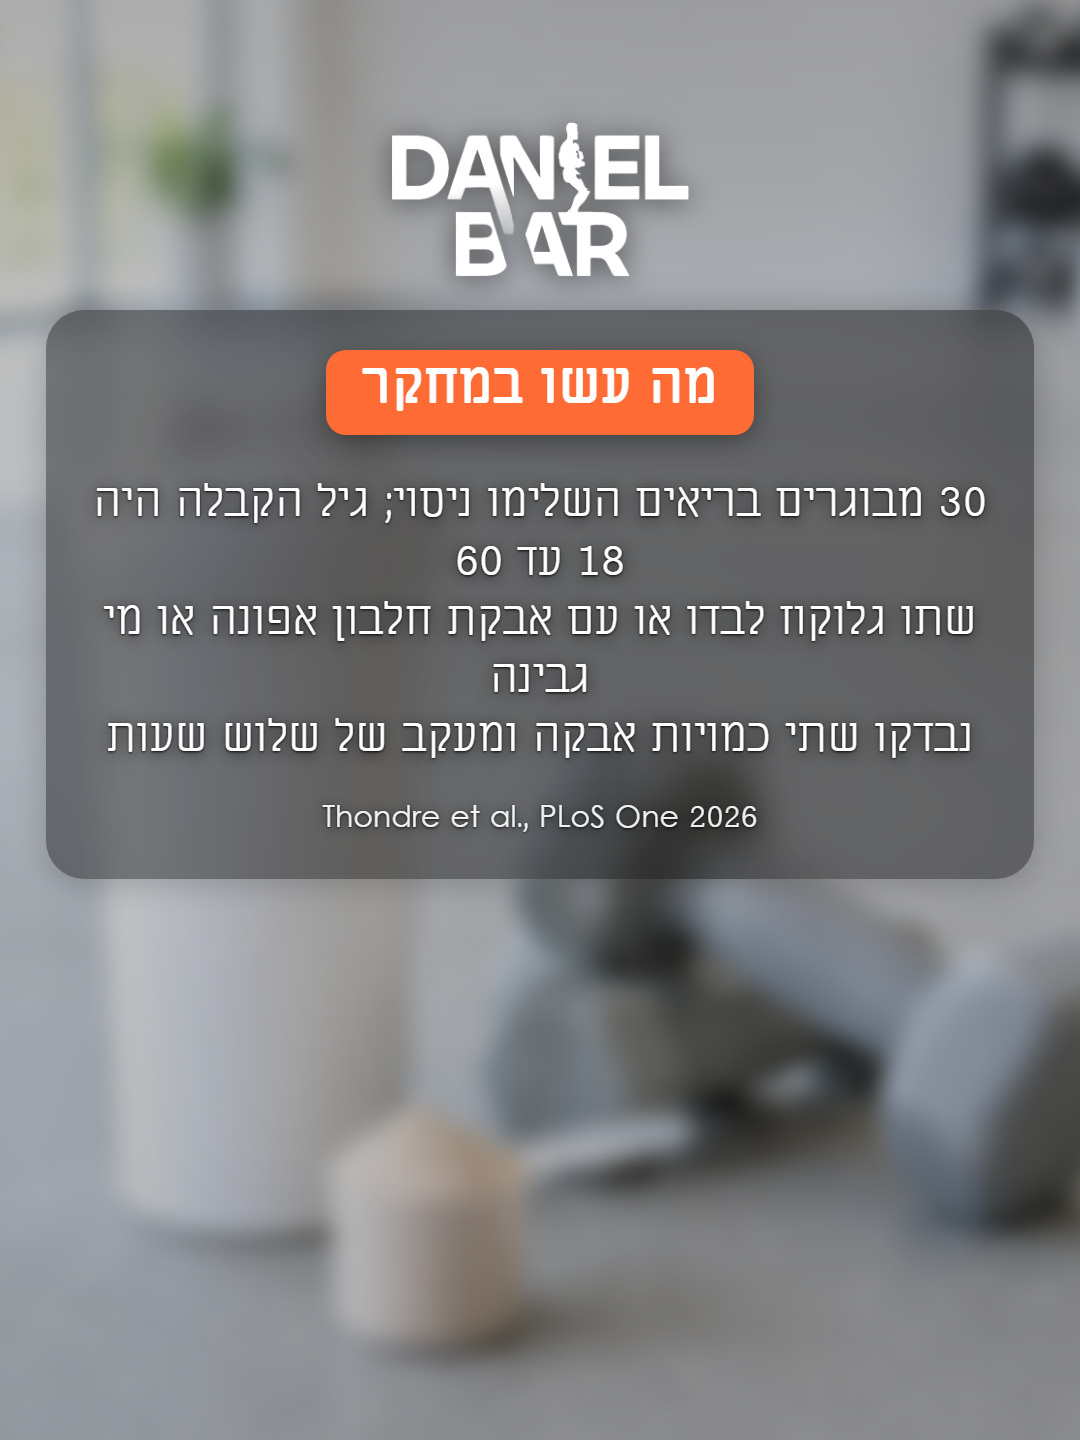 DANIEL
BAR
מה עשו במחקר
30 מבוגרים בריאים השלימו ניסוי; גיל הקבלה היה
18 עד 60
שתו גלוקוז לבדו או עם אבקת חלבון אפונה או מי
גבינה
נבדקו שתי כמויות אבקה ומעקב של שלוש שעות
Thondre et al., PLoS One 2026